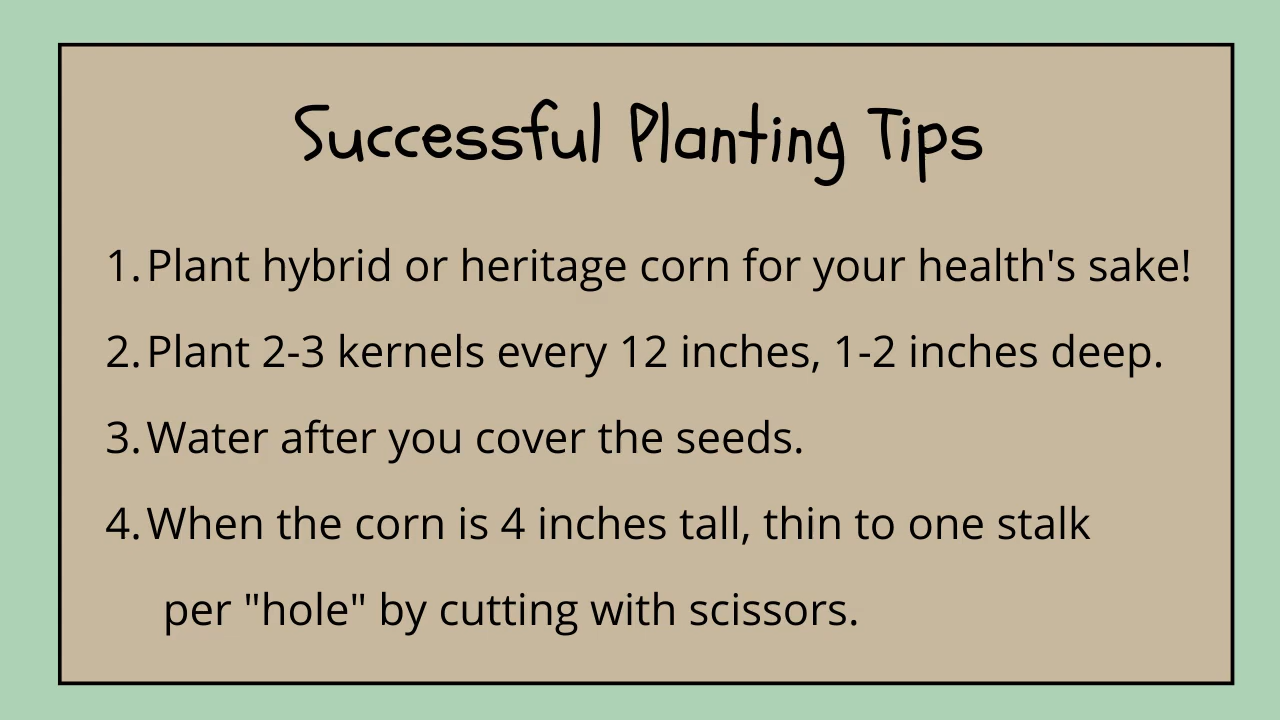 Successful Planting Tips
1. Plant hybrid or heritage corn for your health's sake!
2. Plant 2-3 kernels every 12 inches, 1-2 inches deep.
3. Water after you cover the seeds.
4. When the corn is 4 inches tall, thin to one stalk
per "hole" by cutting with scissors.